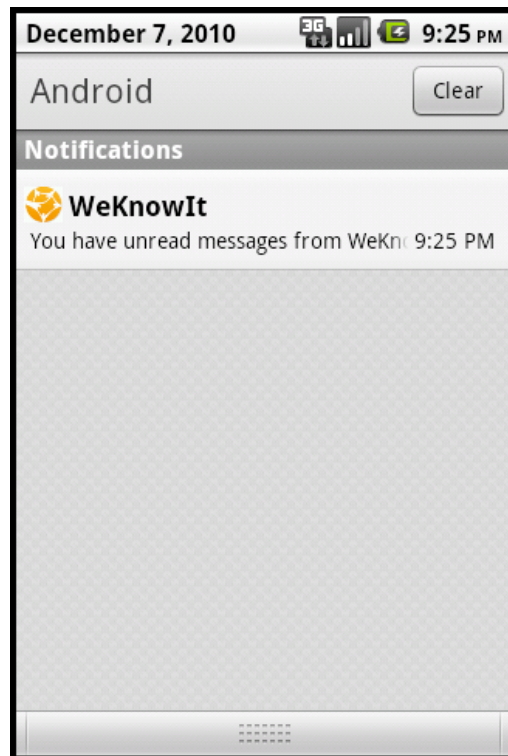 December 7, 2010 3G 9:25 PM
Android Clear
Notifications
WeKnowIt
You have unread messages from WeKn 9:25 PM